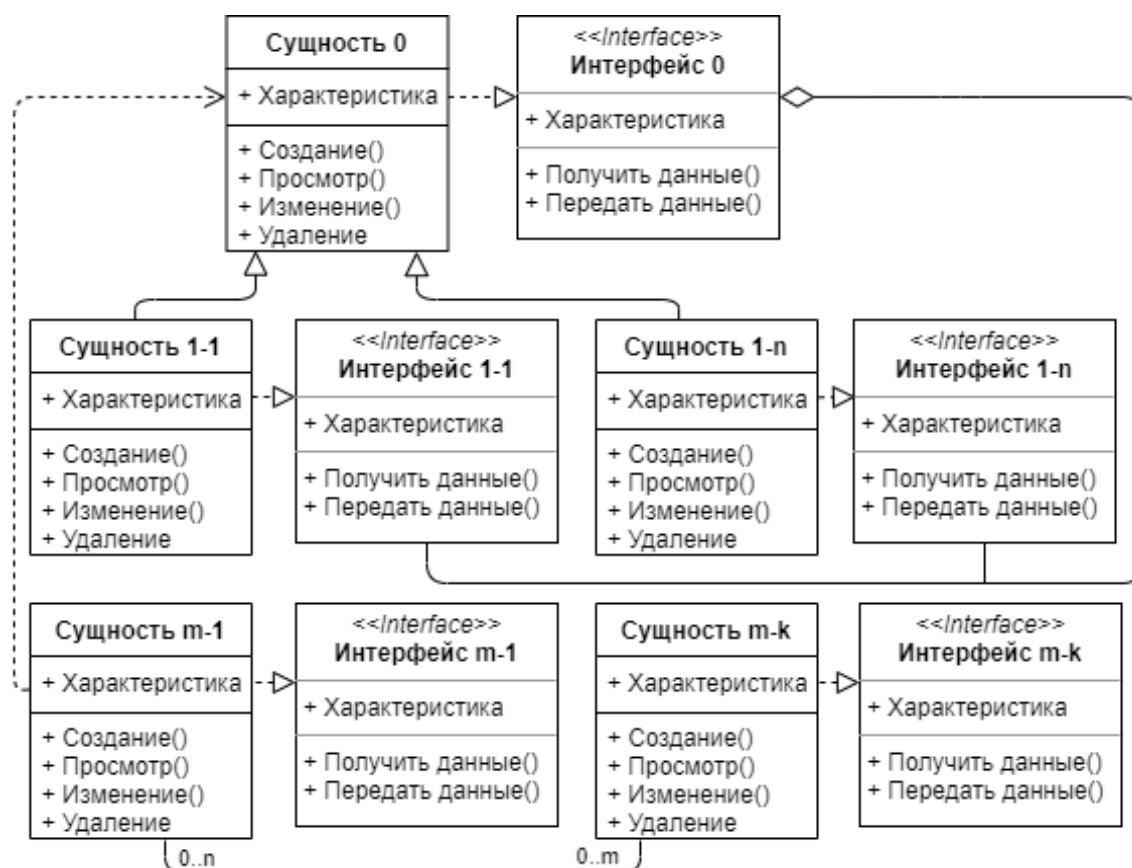 Сущность 0
+ Характеристика
+ Создание()
+ Просмотр()
+ Изменение()
+ Удаление
<<Interface>>
Интерфейс 0
+ Характеристика
+ Получить данные()
+ Передать данные()
Сущность 1-1
+ Характеристика
+ Создание()
+ Просмотр()
+ Изменение()
+ Удаление
<<Interface>>
Интерфейс 1-1
+ Характеристика
+ Получить данные()
+ Передать данные()
Сущность 1-n
+ Характеристика
+ Создание()
+ Просмотр()
+ Изменение()
+ Удаление
<<Interface>>
Интерфейс 1-n
+ Характеристика
+ Получить данные()
+ Передать данные()
Сущность m-1
+ Характеристика
+ Создание()
+ Просмотр()
+ Изменение()
+ Удаление
<<Interface>>
Интерфейс m-1
+ Характеристика
+ Получить данные()
+ Передать данные()
Сущность m-k
+ Характеристика
+ Создание()
+ Просмотр()
+ Изменение()
+ Удаление
<<Interface>>
Интерфейс m-k
+ Характеристика
+ Получить данные()
+ Передать данные()
0..n
0..m